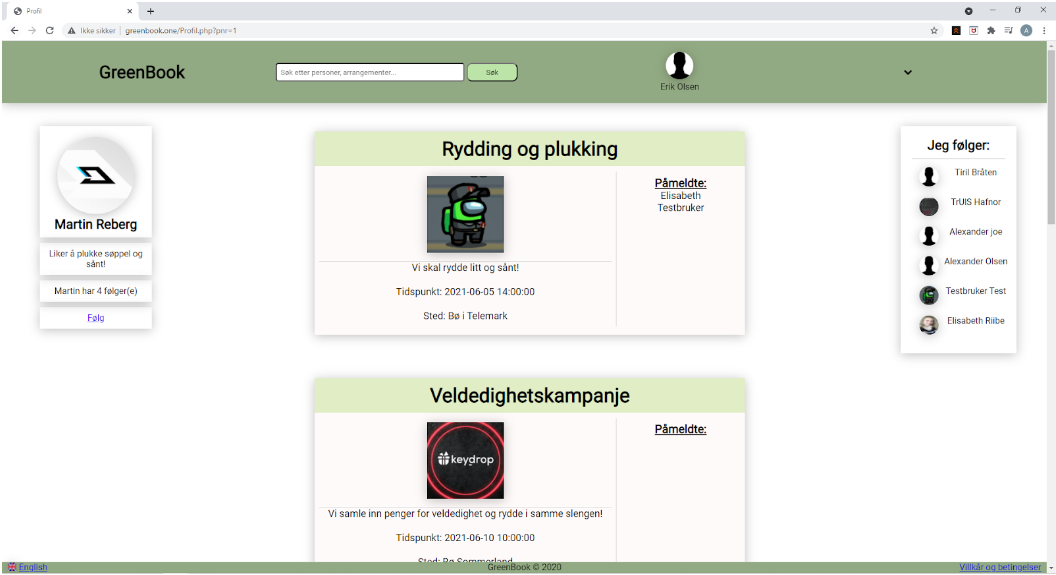 Profil
Ikke sikker | greenbook.one/Profil.php?pnr=1
A
GreenBook
Søk etter personer, arrangementer...
Søk
Erik Olsen
Martin Reberg
Liker å plukke søppel og
sånt!
Martin har 4 følger(e)
Følg
Rydding og plukking
Vi skal rydde litt og sånt!
Tidspunkt: 2021-06-05 14:00:00
Sted: Bø i Telemark
Påmeldte:
Elisabeth
Testbruker
Veldedighetskampanje
keydrop
Vi samle inn penger for veldedighet og rydde i samme slengen!
Tidspunkt: 2021-06-10 10:00:00
Sted: Bø Sommerland
Påmeldte:
Jeg følger:
Tiril Bråten
TrUIS Hafnor
Alexander joe
Alexander Olsen
Testbruker Test
Elisabeth Riibe
English
GreenBook © 2020
Villkår og betingelser